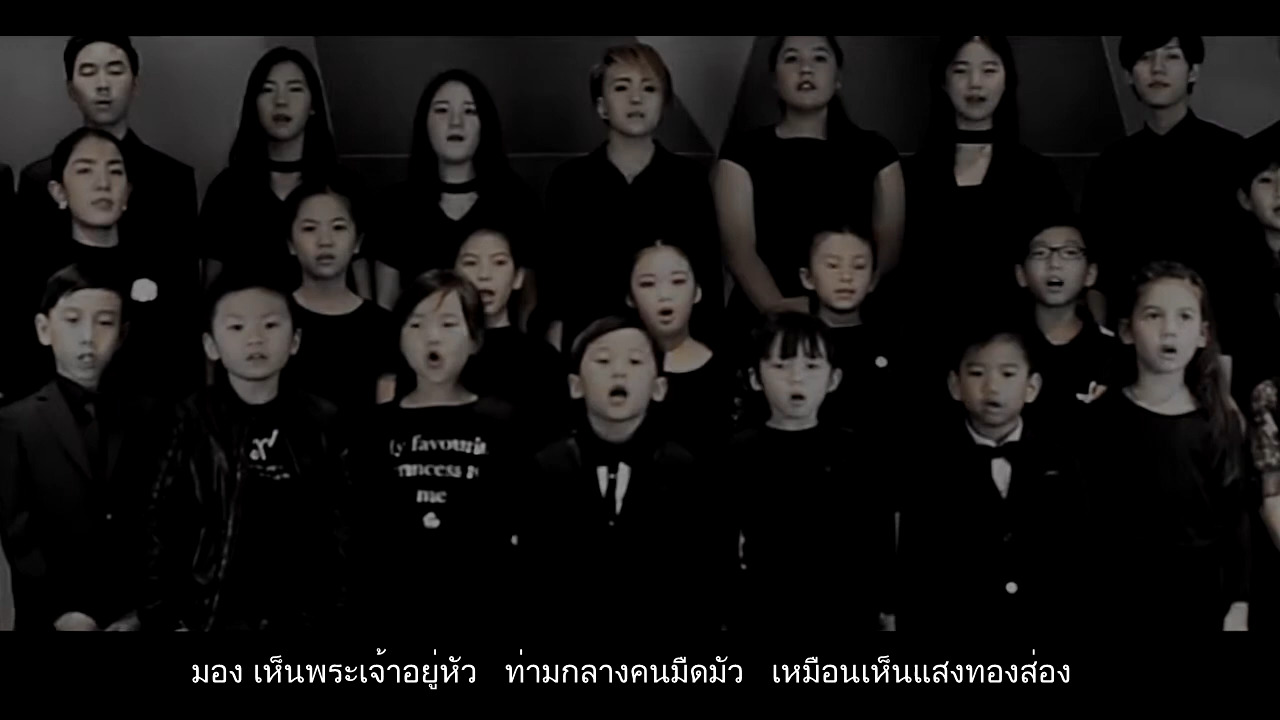 favourit
me
มอง เห็นพระเจ้าอยู่หัว ท่ามกลางคนมืดมัว เหมือนเห็นแสงทองส่อง